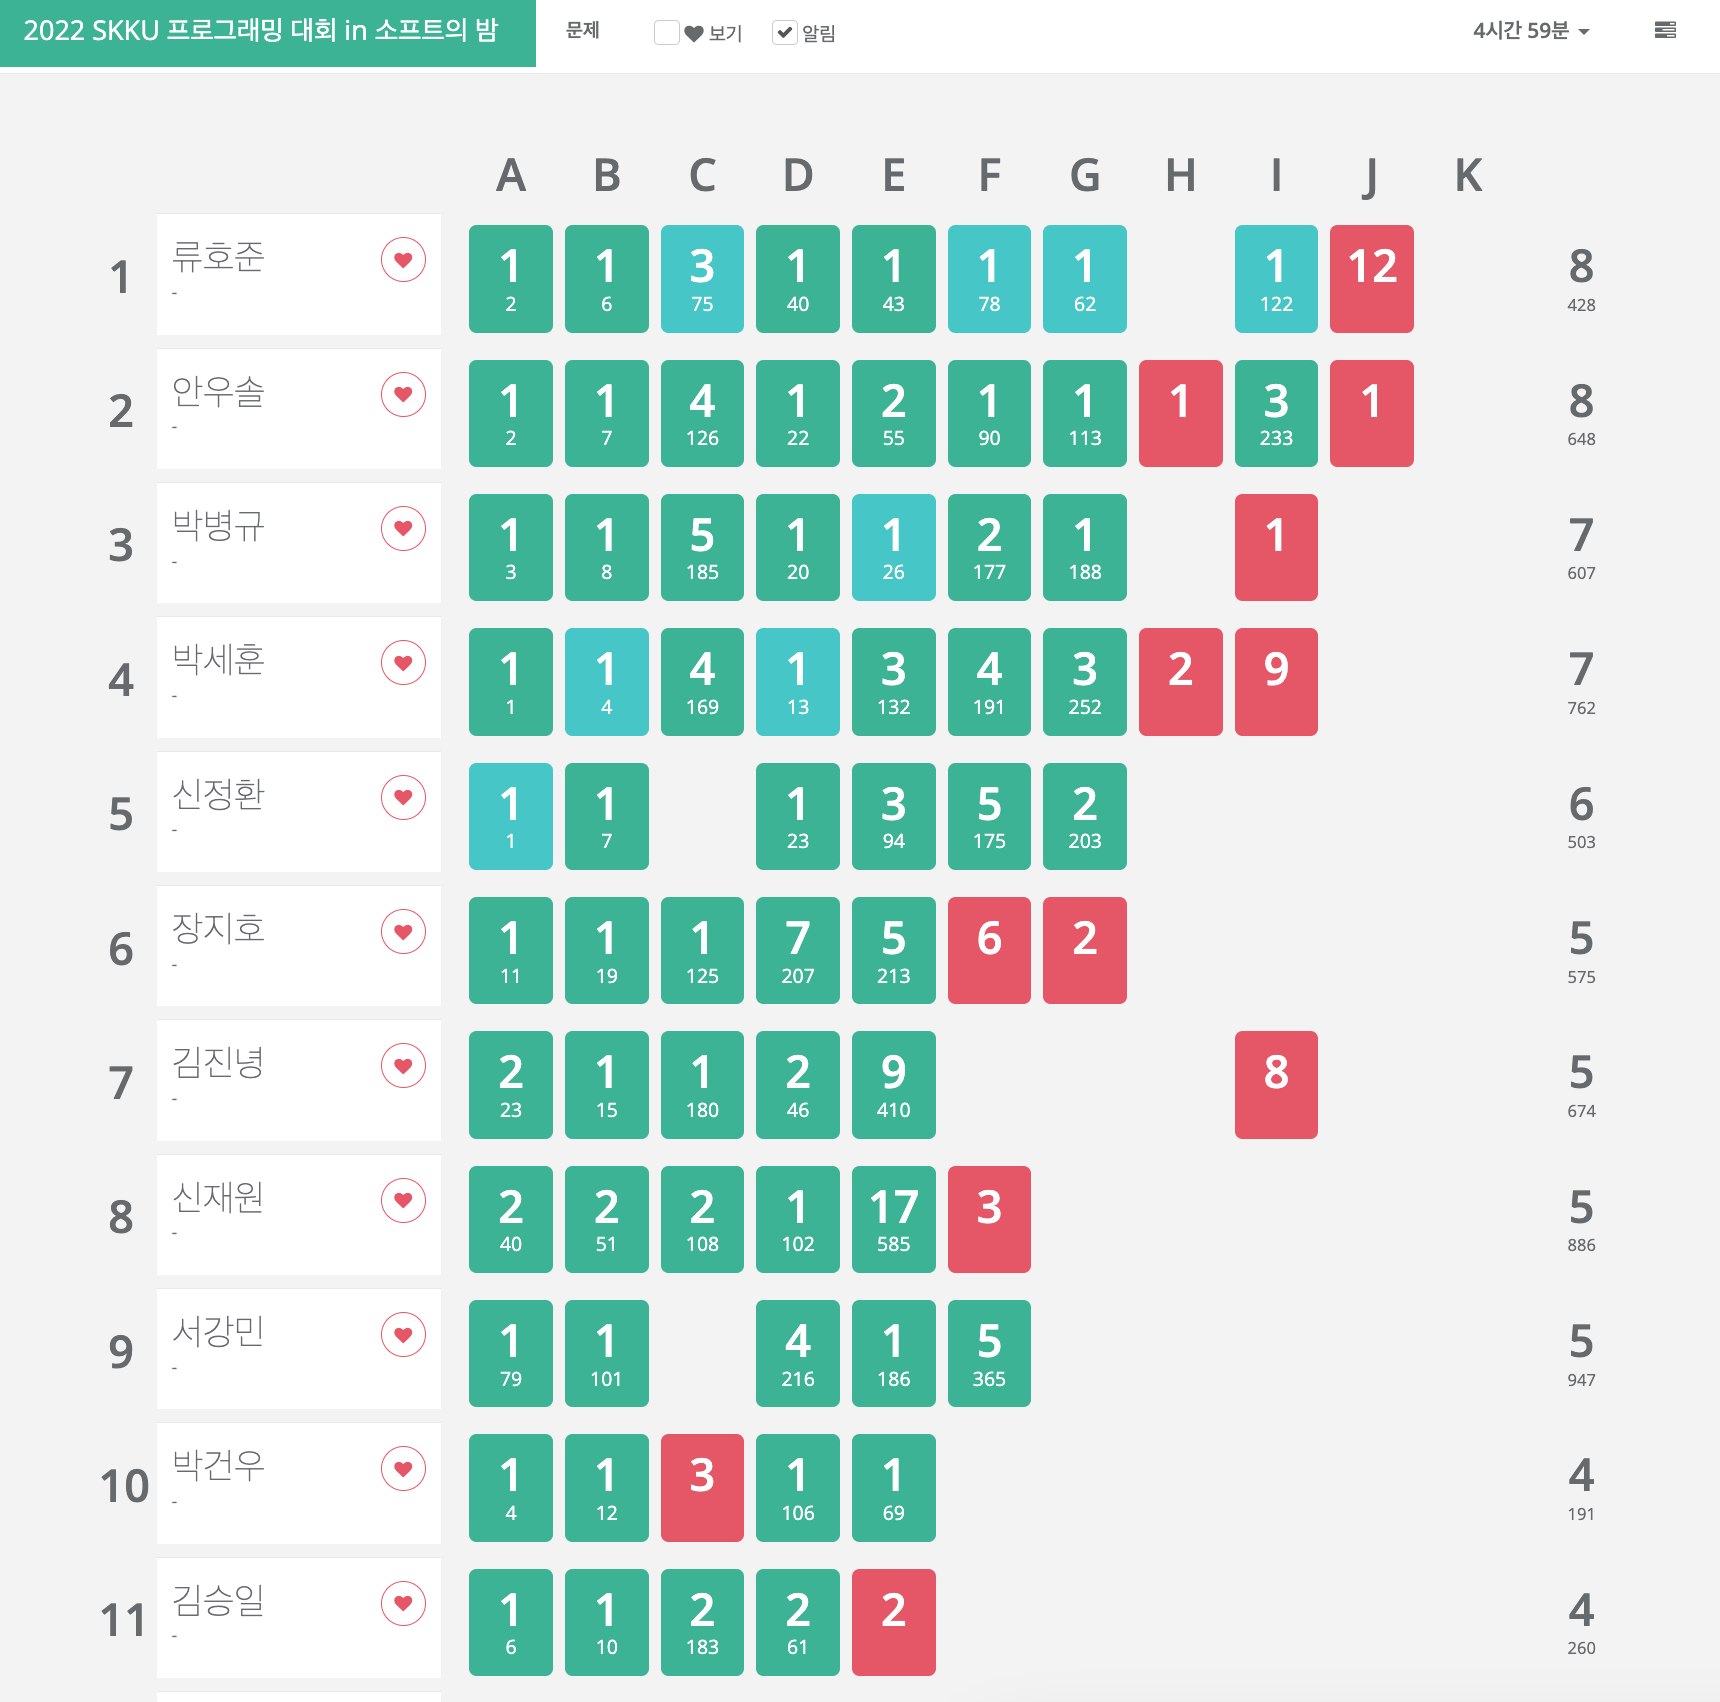 2022 SKKU 프로그래밍 대회 in 소프트의 밤 문제 보기 알림 4시간 59분
A B C D E F G H I J K
1 류호준 1 1 3 1 1 1 1 1 12 8
- 2 6 75 40 43 78 62 122 428
2 안우솔 1 1 4 1 2 1 1 1 3 1 8
- 2 7 126 22 55 90 113 233 648
3 박병규 1 1 5 1 1 2 1 1 7
- 3 8 185 20 26 177 188 607
4 박세훈 1 1 4 1 3 4 3 2 9 7
- 1 4 169 13 132 191 252 762
5 신정환 1 1 1 3 5 2 6
- 1 7 23 94 175 203 503
6 장지호 1 1 1 7 5 6 2 5
- 11 19 125 207 213 575
7 김진녕 2 1 1 2 9 8 5
- 23 15 180 46 410 674
8 신재원 2 2 2 1 17 3 5
- 40 51 108 102 585 886
9 서강민 1 1 4 1 5 5
- 79 101 216 186 365 947
10 박건우 1 1 3 1 1 4
- 4 12 106 69 191
11 김승일 1 1 2 2 2 4
- 6 10 183 61 260